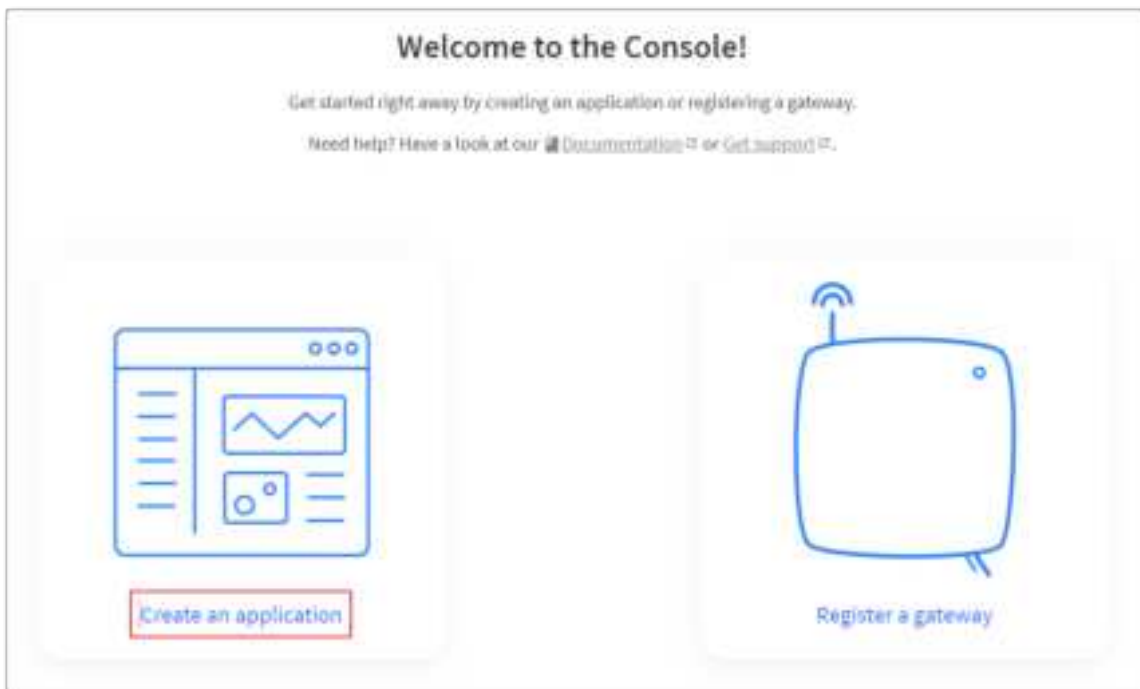 Welcome to the Console!
Get started right away by creating an application or registering a gateway.
Need help? Have a look at our Documentation or Get support.
Create an application
Register a gateway